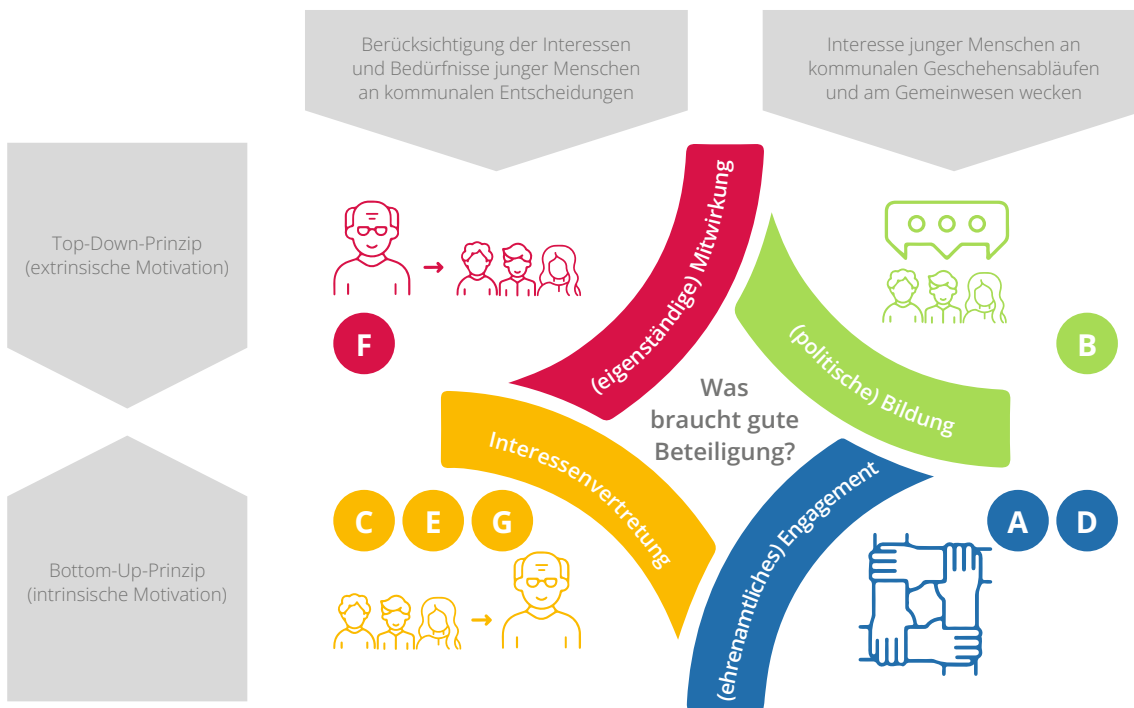 Berücksichtigung der Interessen
und Bedürfnisse junger Menschen
an kommunalen Entscheidungen
Interesse junger Menschen an
kommunalen Geschehensabläufen
und am Gemeinwesen wecken
Top-Down-Prinzip
(extrinsische Motivation)
F
(eigenständige) Mitwirkung
(politische) Bildung
B
Was
braucht gute
Beteiligung?
Interessenvertretung
(ehrenamtliches) Engagement
C E G
A D
Bottom-Up-Prinzip
(intrinsische Motivation)